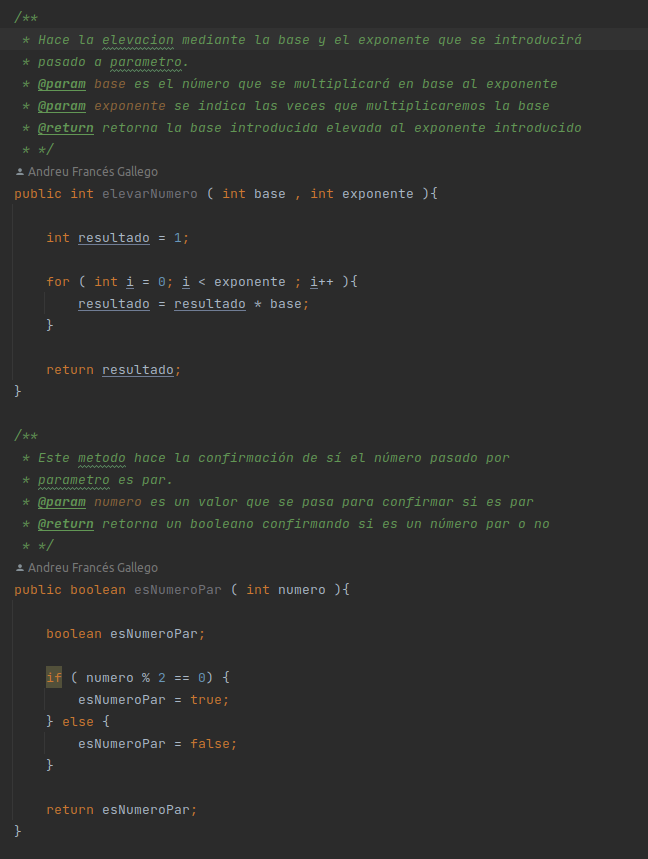 /**
* Hace la elevacion mediante la base y el exponente que se introducirá
* pasado a parametro.
* @param base es el número que se multiplicará en base al exponente
* @param exponente se indica las veces que multiplicaremos la base
* @return retorna la base introducida elevada al exponente introducido
* */
Andreu Francés Gallego
public int elevarNumero ( int base , int exponente ){
int resultado = 1;
for ( int i = 0; i < exponente ; i++ ){
resultado = resultado * base;
}
return resultado;
}
/**
* Este metodo hace la confirmación de sí el número pasado por
* parametro es par.
* @param numero es un valor que se pasa para confirmar si es par
* @return retorna un booleano confirmando si es un número par o no
* */
Andreu Francés Gallego
public boolean esNumeroPar ( int numero ){
boolean esNumeroPar;
if ( numero % 2 == 0) {
esNumeroPar = true;
} else {
esNumeroPar = false;
}
return esNumeroPar;
}